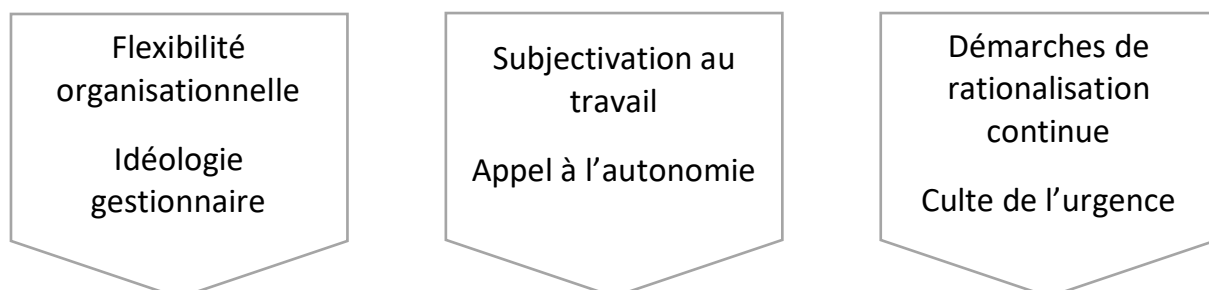 Flexibilité
organisationnelle
Idéologie
gestionnaire
Subjectivation au
travail
Appel à l’autonomie
Démarches de
rationalisation
continue
Culte de l’urgence